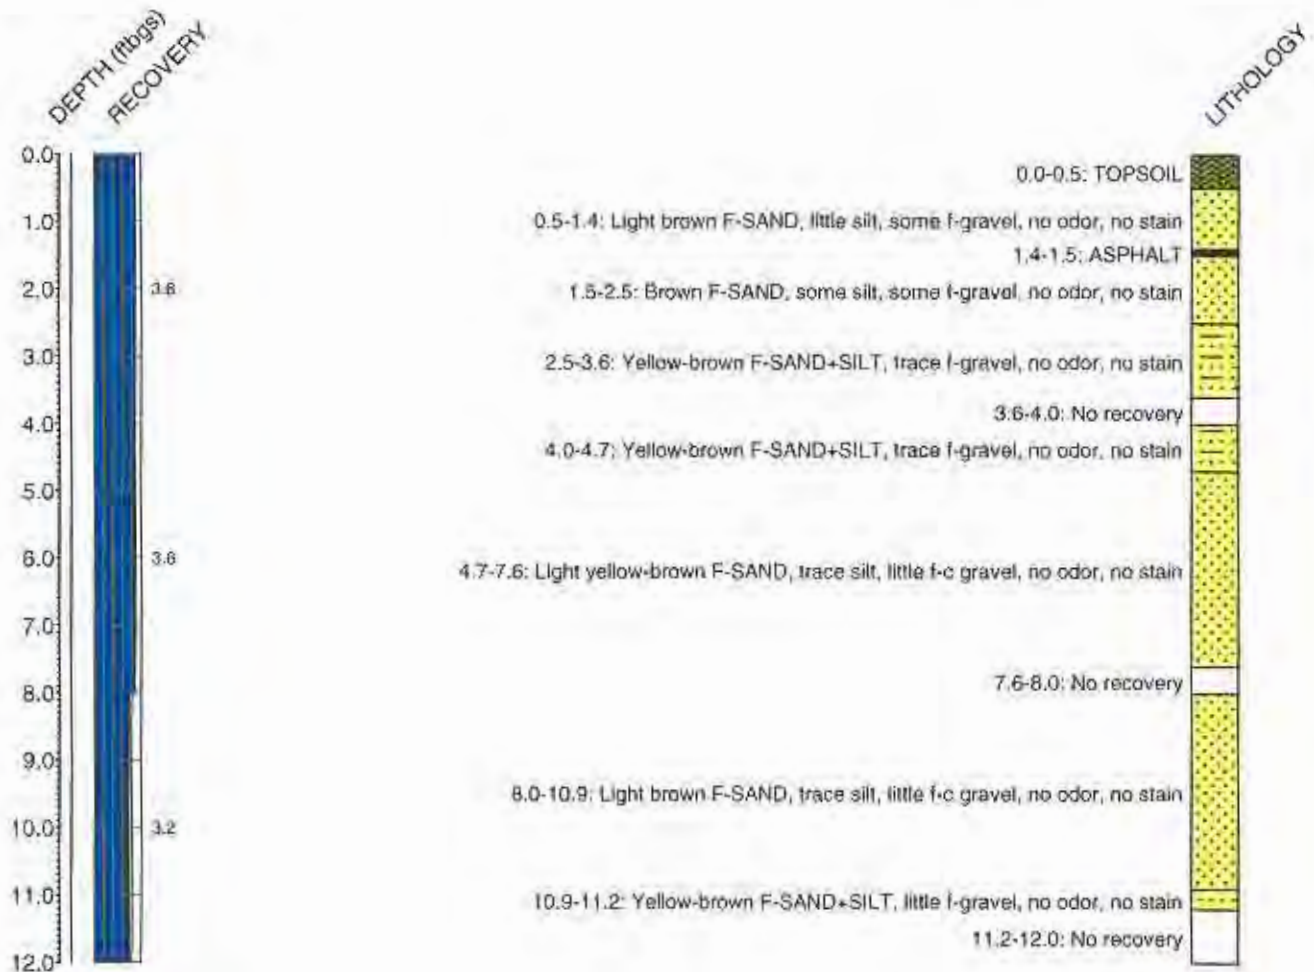 DEPTH (ftbgs)
RECOVERY
LITHOLOGY
0.0
0.0-0.5: TOPSOIL
1.0
0.5-1.4: Light brown F-SAND, little silt, some f-gravel, no odor, no stain
1.4-1.5: ASPHALT
2.0
3.6
1.5-2.5: Brown F-SAND, some silt, some f-gravel, no odor, no stain
3.0
2.5-3.6: Yellow-brown F-SAND+SILT, trace f-gravel, no odor, no stain
4.0
3.6-4.0: No recovery
4.0-4.7: Yellow-brown F-SAND+SILT, trace f-gravel, no odor, no stain
5.0
6.0
3.6
4.7-7.6: Light yellow-brown F-SAND, trace silt, little f-c gravel, no odor, no stain
7.0
7.6-8.0: No recovery
8.0
9.0
8.0-10.9: Light brown F-SAND, trace silt, little f-c gravel, no odor, no stain
10.0
3.2
11.0
10.9-11.2: Yellow-brown F-SAND+SILT, little f-gravel, no odor, no stain
11.2-12.0: No recovery
12.0